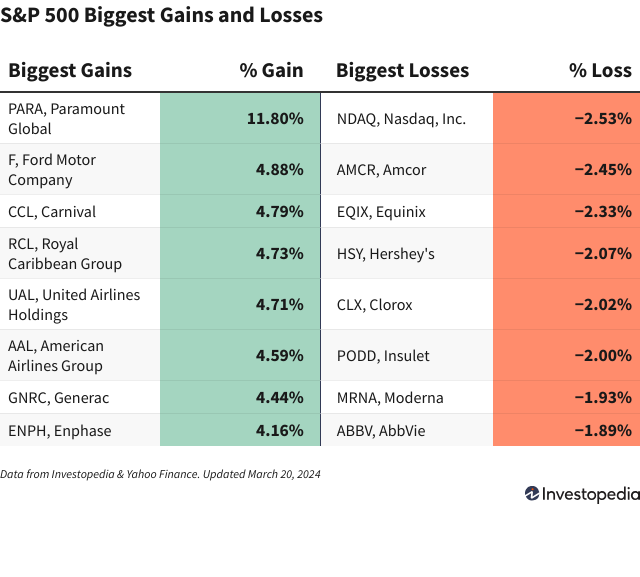 S&P 500 Biggest Gains and Losses
Biggest Gains % Gain Biggest Losses % Loss
PARA, Paramount
Global 11.80% NDAQ, Nasdaq, Inc. −2.53%
F, Ford Motor
Company 4.88% AMCR, Amcor −2.45%
CCL, Carnival 4.79% EQIX, Equinix −2.33%
RCL, Royal
Caribbean Group 4.73% HSY, Hershey's −2.07%
UAL, United Airlines
Holdings 4.71% CLX, Clorox −2.02%
AAL, American
Airlines Group 4.59% PODD, Insulet −2.00%
GNRC, Generac 4.44% MRNA, Moderna −1.93%
ENPH, Enphase 4.16% ABBV, AbbVie −1.89%
Data from Investopedia & Yahoo Finance. Updated March 20, 2024
Investopedia